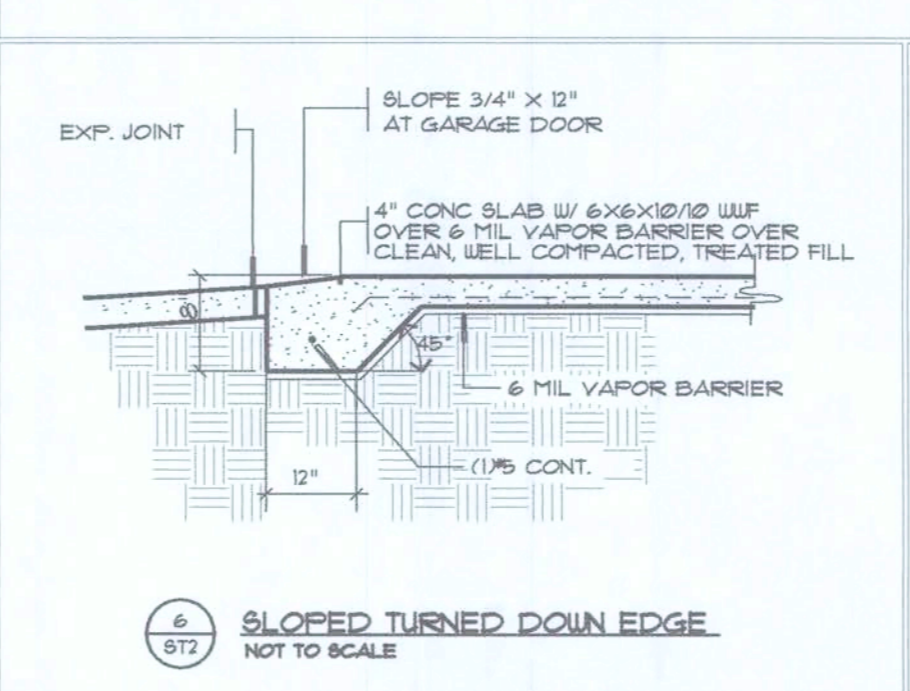 SLOPE 3/4" X 12"
AT GARAGE DOOR
EXP. JOINT
4" CONC SLAB W/ 6X6X10/10 WWF
OVER 6 MIL VAPOR BARRIER OVER
CLEAN, WELL COMPACTED, TREATED FILL
8
45°
6 MIL VAPOR BARRIER
(1)#5 CONT.
12"
6
ST2
SLOPED TURNED DOWN EDGE
NOT TO SCALE